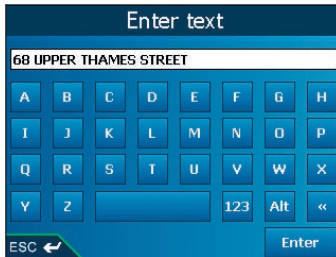 Enter text
68 UPPER THAMES STREET
A B C D E F G H
I J K L M N O P
Q R S T U V W X
Y Z 123 Alt «
ESC Enter